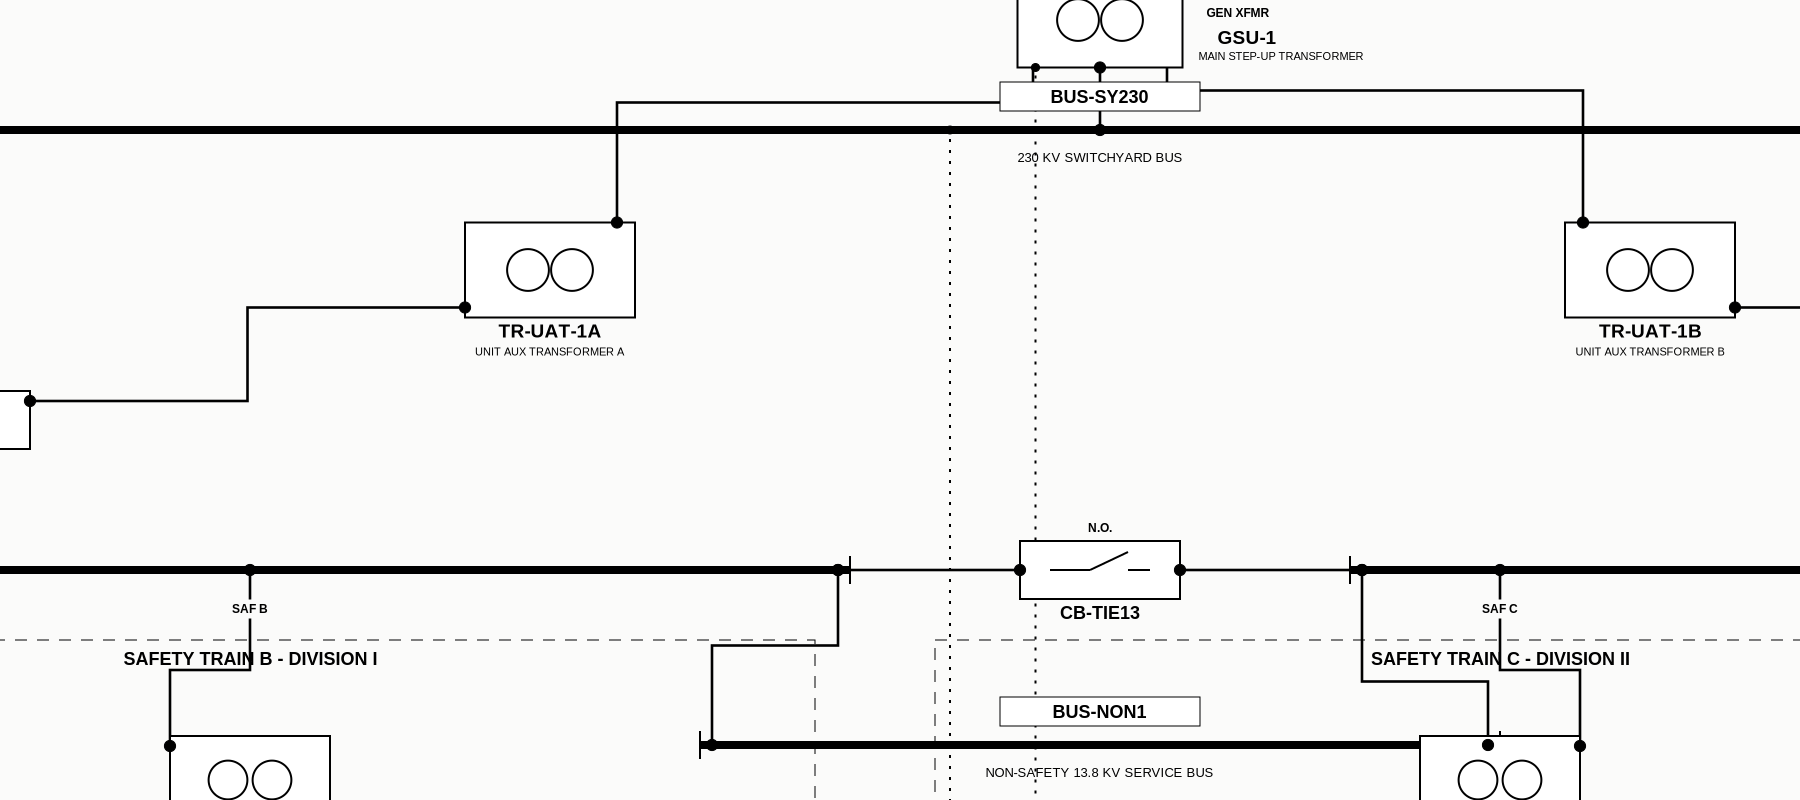 GEN XFMR
GSU-1
MAIN STEP-UP TRANSFORMER
BUS-SY230
230 KV SWITCHYARD BUS
TR-UAT-1A
UNIT AUX TRANSFORMER A
TR-UAT-1B
UNIT AUX TRANSFORMER B
N.O.
CB-TIE13
SAF B
SAF C
SAFETY TRAIN B - DIVISION I
SAFETY TRAIN C - DIVISION II
BUS-NON1
NON-SAFETY 13.8 KV SERVICE BUS